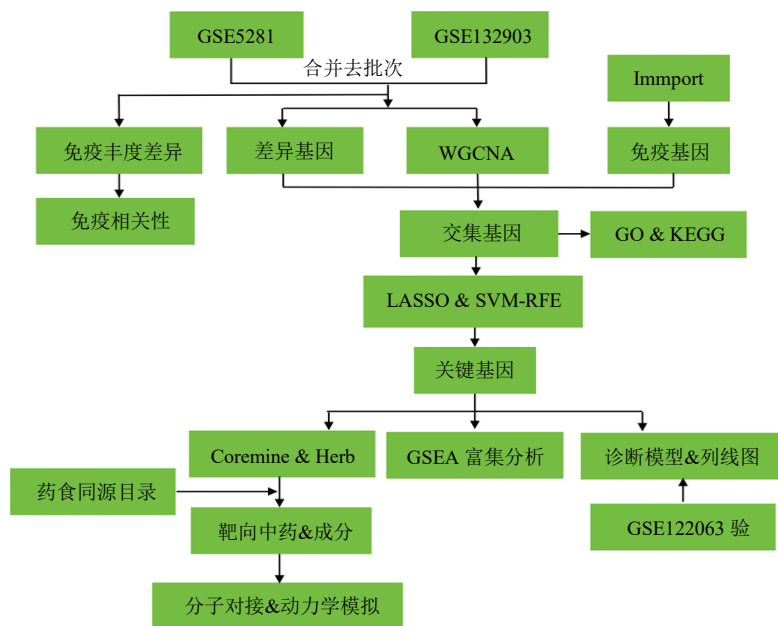 GSE5281
GSE132903
合并去批次
Immport
免疫丰度差异
差异基因
WGCNA
免疫基因
免疫相关性
交集基因
GO & KEGG
LASSO & SVM-RFE
关键基因
Coremine & Herb
GSEA 富集分析
诊断模型&列线图
药食同源目录
靶向中药&成分
GSE122063 验
分子对接&动力学模拟